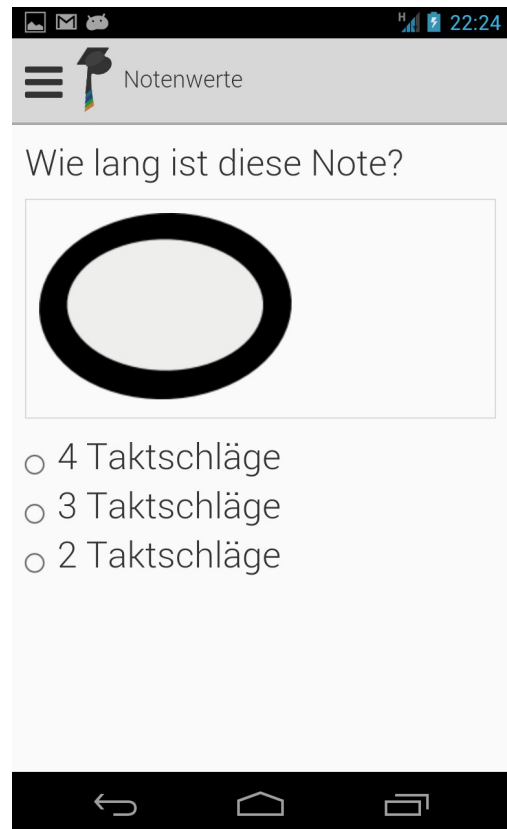 H 22:24
Notenwerte
Wie lang ist diese Note?
4 Taktschläge
3 Taktschläge
2 Taktschläge